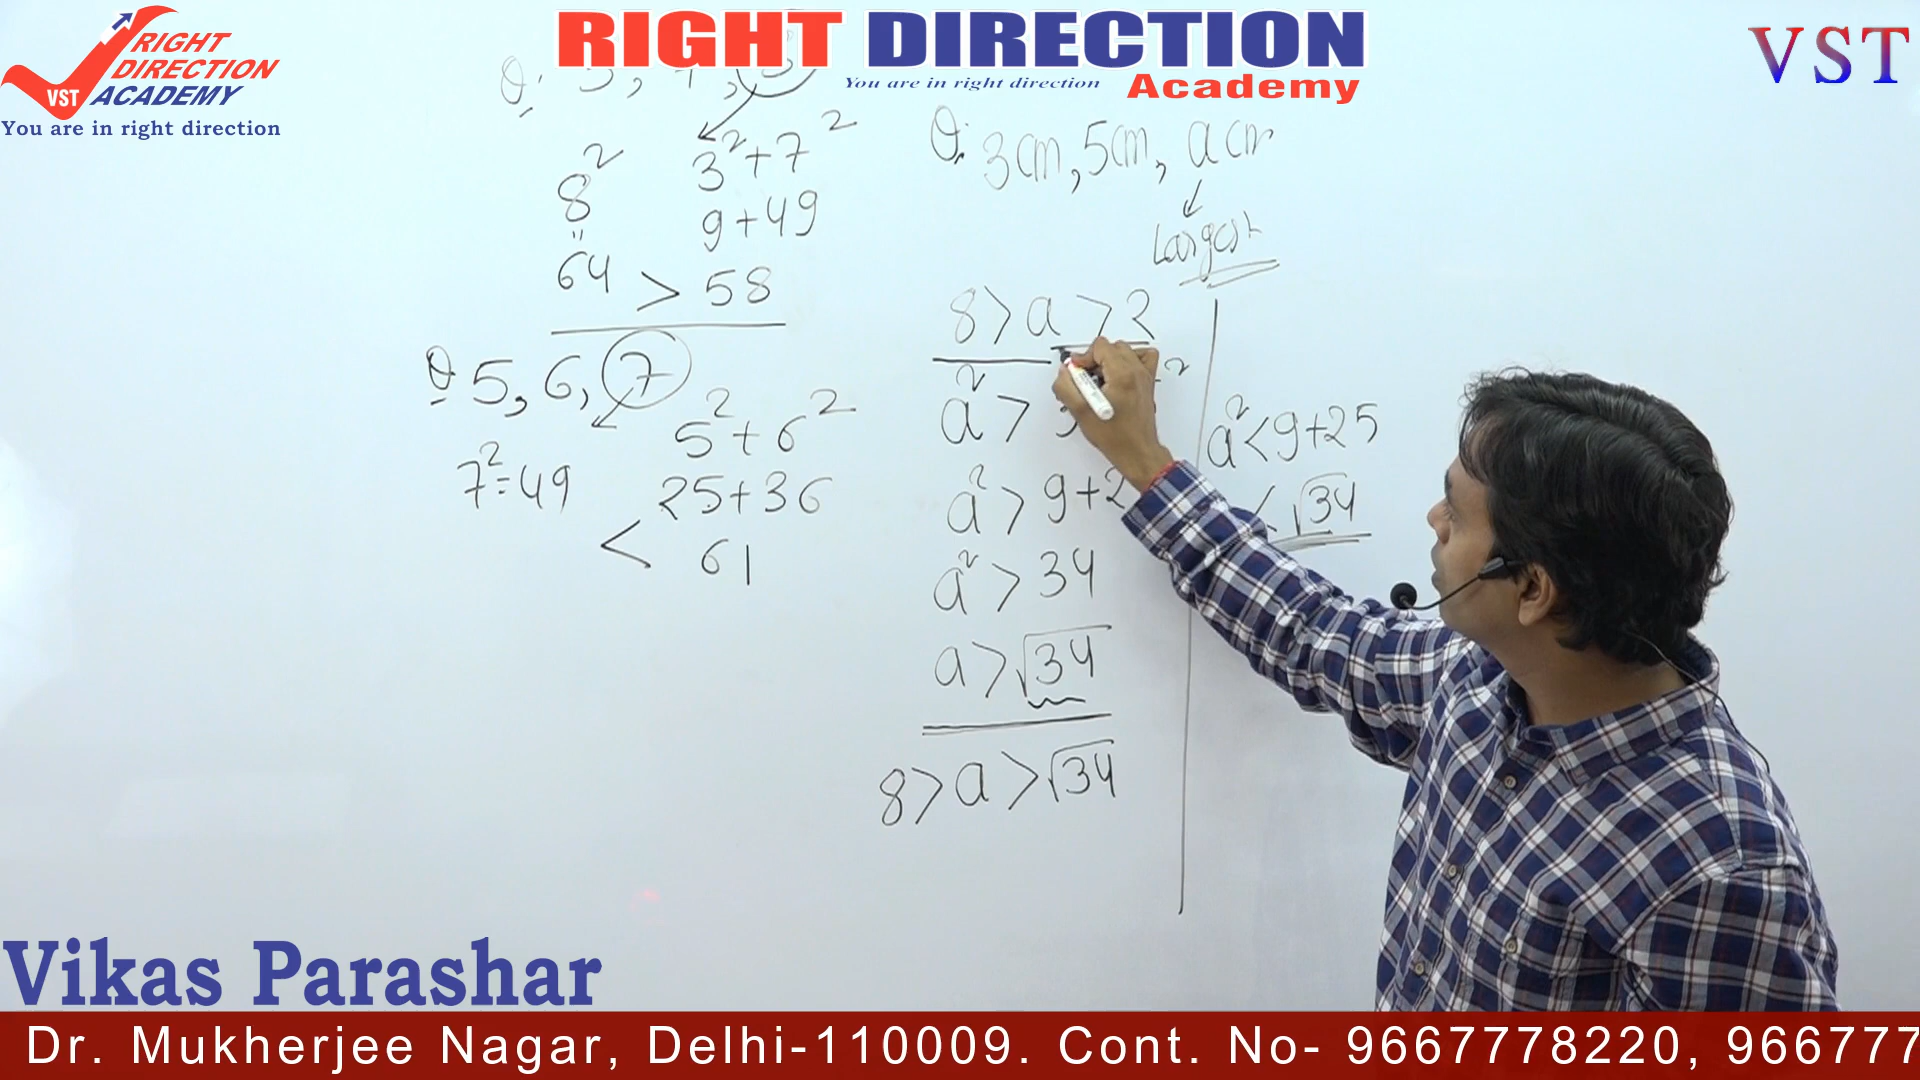 RIGHT
DIRECTION
VST ACADEMY
You are in right direction
RIGHT DIRECTION
You are in right direction
Academy
VST
8² 3²+7²
9+49
64 > 58
Q 5, 6, 7
5²+6²
7²=49 25+36
< 61
Q. 3cm, 5cm, a cm
Largest
8>a>2
a²>
a²>9+2
a²>34
a>√34
8>a>√34
a²<9+25
<√34
Vikas Parashar
Dr. Mukherjee Nagar, Delhi-110009. Cont. No- 9667778220, 966777